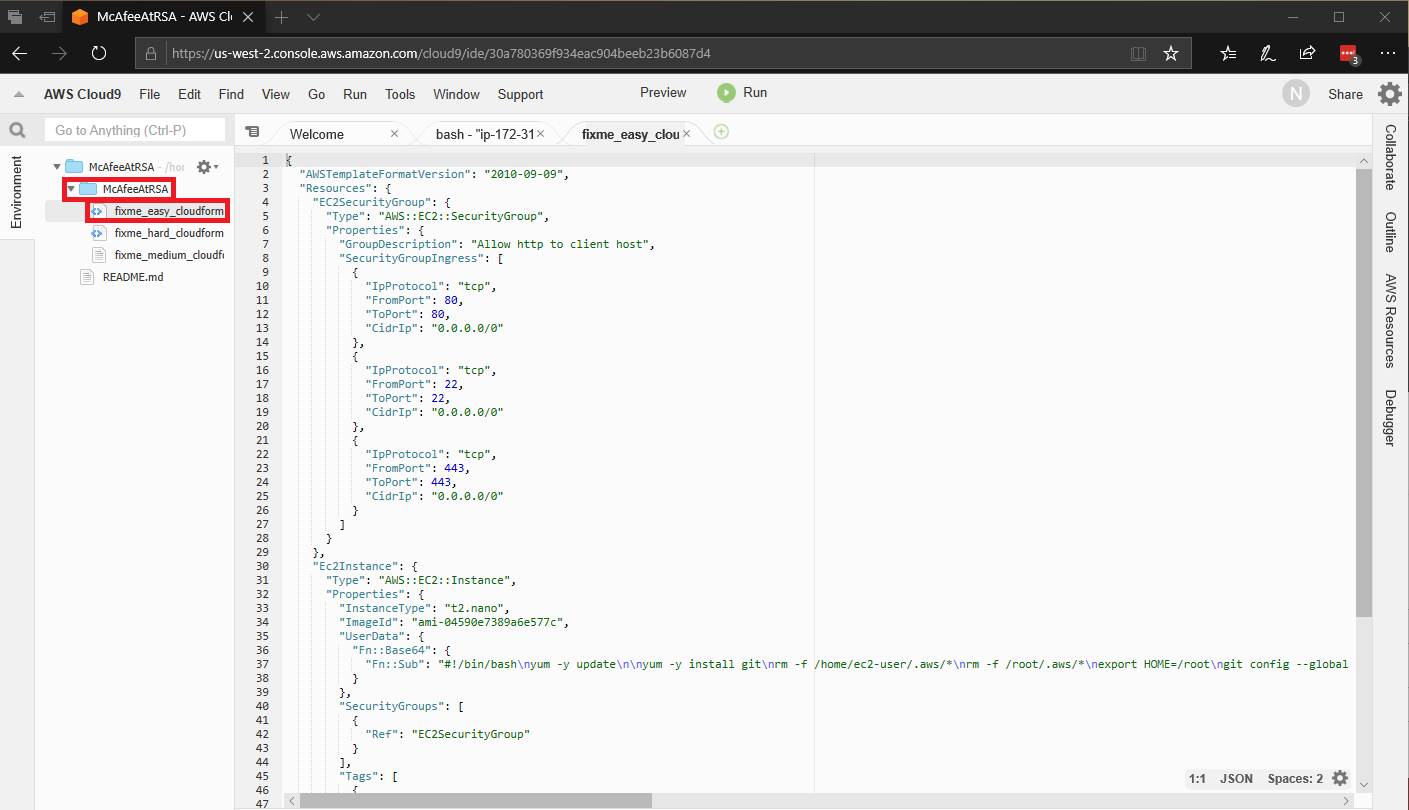 McAfeeAtRSA - AWS Cl
https://us-west-2.console.aws.amazon.com/cloud9/ide/30a780369f934eac904beeb23b6087d4
3
AWS Cloud9 File Edit Find View Go Run Tools Window Support Preview Run N Share
Go to Anything (Ctrl-P)
Welcome
bash - "ip-172-31
fixme_easy_clou
Environment
McAfeeAtRSA - /hor
McAfeeAtRSA
fixme_easy_cloudform
fixme_hard_cloudform
fixme_medium_cloudf
README.md
1 {
2 "AWSTemplateFormatVersion": "2010-09-09",
3 "Resources": {
4 "EC2SecurityGroup": {
5 "Type": "AWS::EC2::SecurityGroup",
6 "Properties": {
7 "GroupDescription": "Allow http to client host",
8 "SecurityGroupIngress": [
9 {
10 "IpProtocol": "tcp",
11 "FromPort": 80,
12 "ToPort": 80,
13 "CidrIp": "0.0.0.0/0"
14 },
15 {
16 "IpProtocol": "tcp",
17 "FromPort": 22,
18 "ToPort": 22,
19 "CidrIp": "0.0.0.0/0"
20 },
21 {
22 "IpProtocol": "tcp",
23 "FromPort": 443,
24 "ToPort": 443,
25 "CidrIp": "0.0.0.0/0"
26 }
27 ]
28 }
29 },
30 "Ec2Instance": {
31 "Type": "AWS::EC2::Instance",
32 "Properties": {
33 "InstanceType": "t2.nano",
34 "ImageId": "ami-04590e7389a6e577c",
35 "UserData": {
36 "Fn::Base64": {
37 "Fn::Sub": "#!/bin/bash\nyum -y update\n\nyum -y install git\nrm -f /home/ec2-user/.aws/*\nrm -f /root/.aws/*\nexport HOME=/root\ngit config --global
38 }
39 },
40 "SecurityGroups": [
41 {
42 "Ref": "EC2SecurityGroup"
43 }
44 ],
45 "Tags": [
46 {
47
1:1 JSON Spaces: 2
Collaborate
Outline
AWS Resources
Debugger